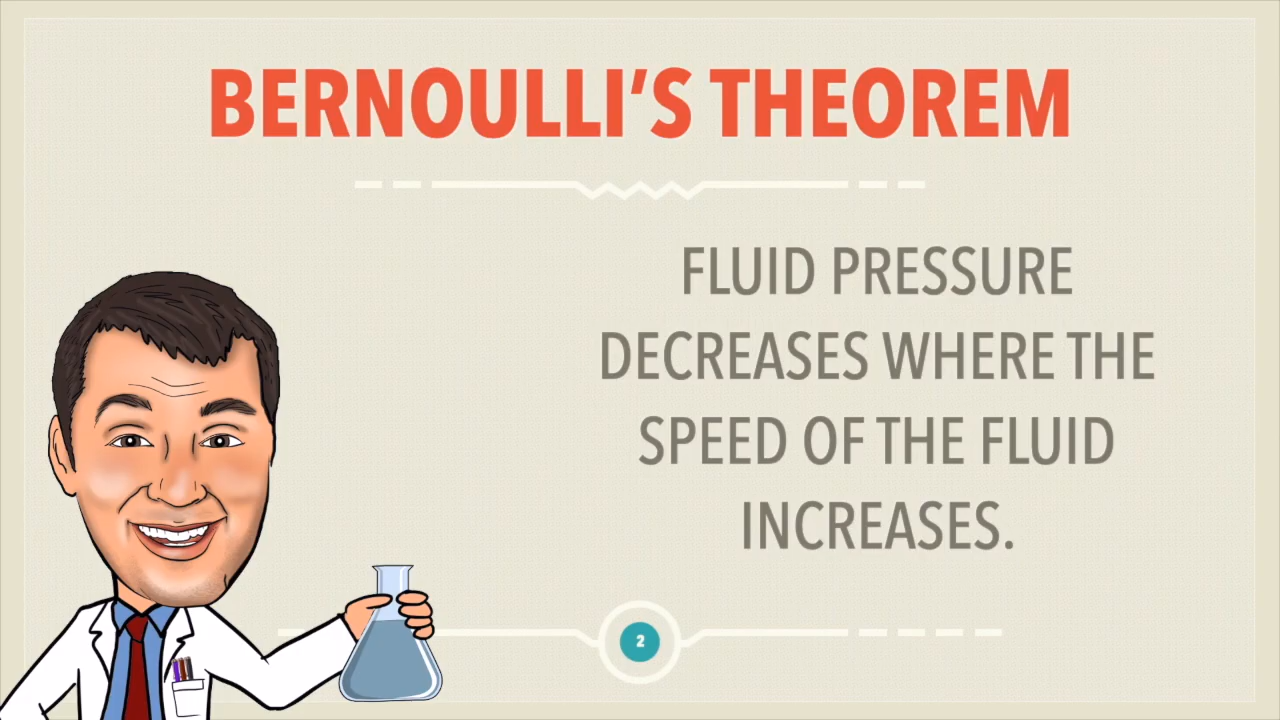 BERNOULLI’S THEOREM
FLUID PRESSURE
DECREASES WHERE THE
SPEED OF THE FLUID
INCREASES.
2